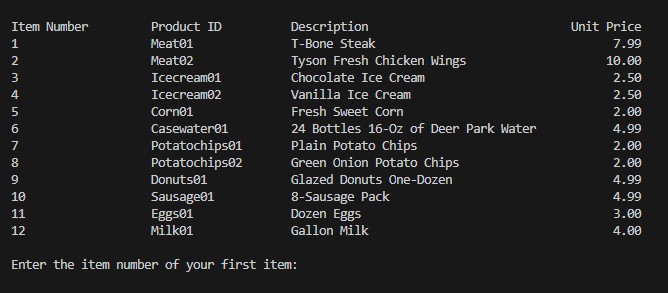 Item Number Product ID Description Unit Price
1 Meat01 T-Bone Steak 7.99
2 Meat02 Tyson Fresh Chicken Wings 10.00
3 Icecream01 Chocolate Ice Cream 2.50
4 Icecream02 Vanilla Ice Cream 2.50
5 Corn01 Fresh Sweet Corn 2.00
6 Casewater01 24 Bottles 16-Oz of Deer Park Water 4.99
7 Potatochips01 Plain Potato Chips 2.00
8 Potatochips02 Green Onion Potato Chips 2.00
9 Donuts01 Glazed Donuts One-Dozen 4.99
10 Sausage01 8-Sausage Pack 4.99
11 Eggs01 Dozen Eggs 3.00
12 Milk01 Gallon Milk 4.00
Enter the item number of your first item: